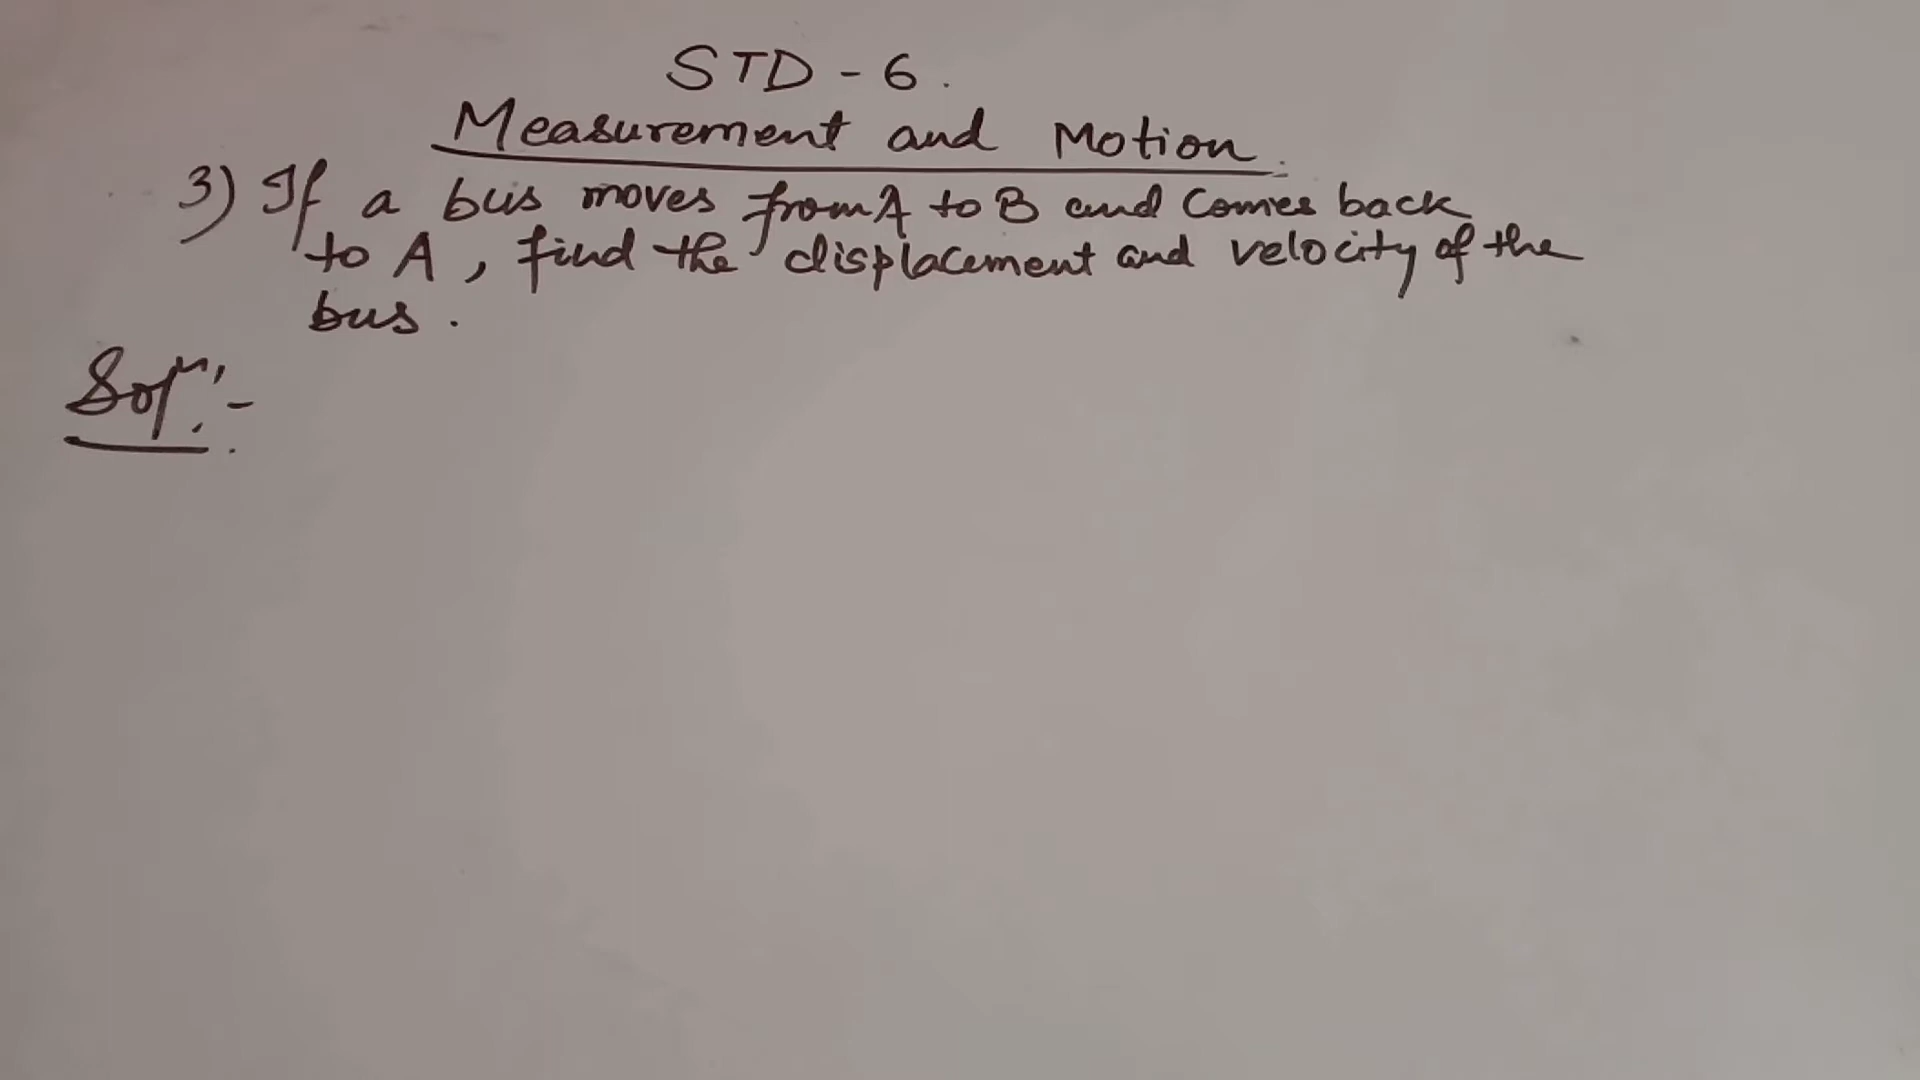 STD - 6.
Measurement and Motion.
3) If a bus moves from A to B and comes back
to A, find the displacement and velocity of the
bus.
Solⁿ:-